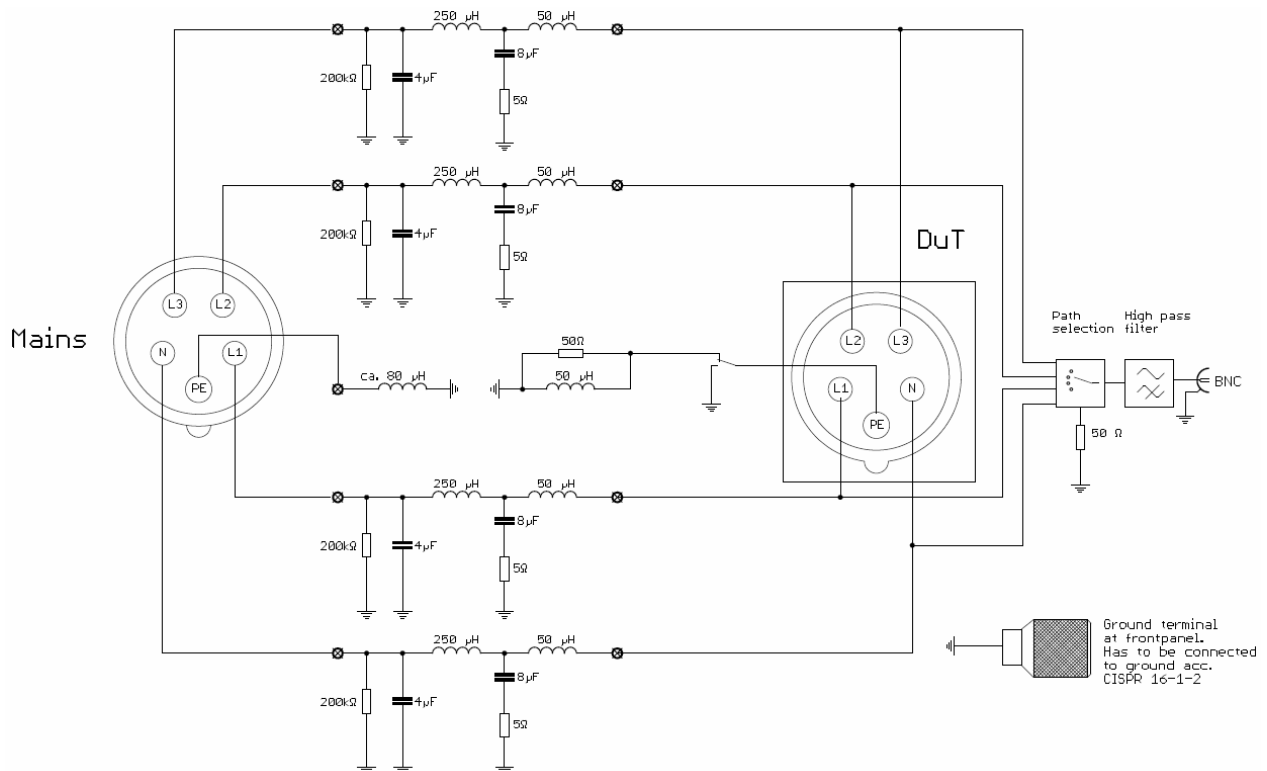 250 µH
50 µH
8µF
200kΩ
4µF
5Ω
250 µH
50 µH
8µF
200kΩ
4µF
5Ω
DuT
L3
L2
Mains
N
L1
PE
ca. 80 µH
50Ω
50 µH
L2
L3
L1
N
PE
Path
selection
High pass
filter
BNC
50 Ω
250 µH
50 µH
8µF
200kΩ
4µF
5Ω
250 µH
50 µH
8µF
200kΩ
4µF
5Ω
Ground terminal
at frontpanel.
Has to be connected
to ground acc.
CISPR 16-1-2